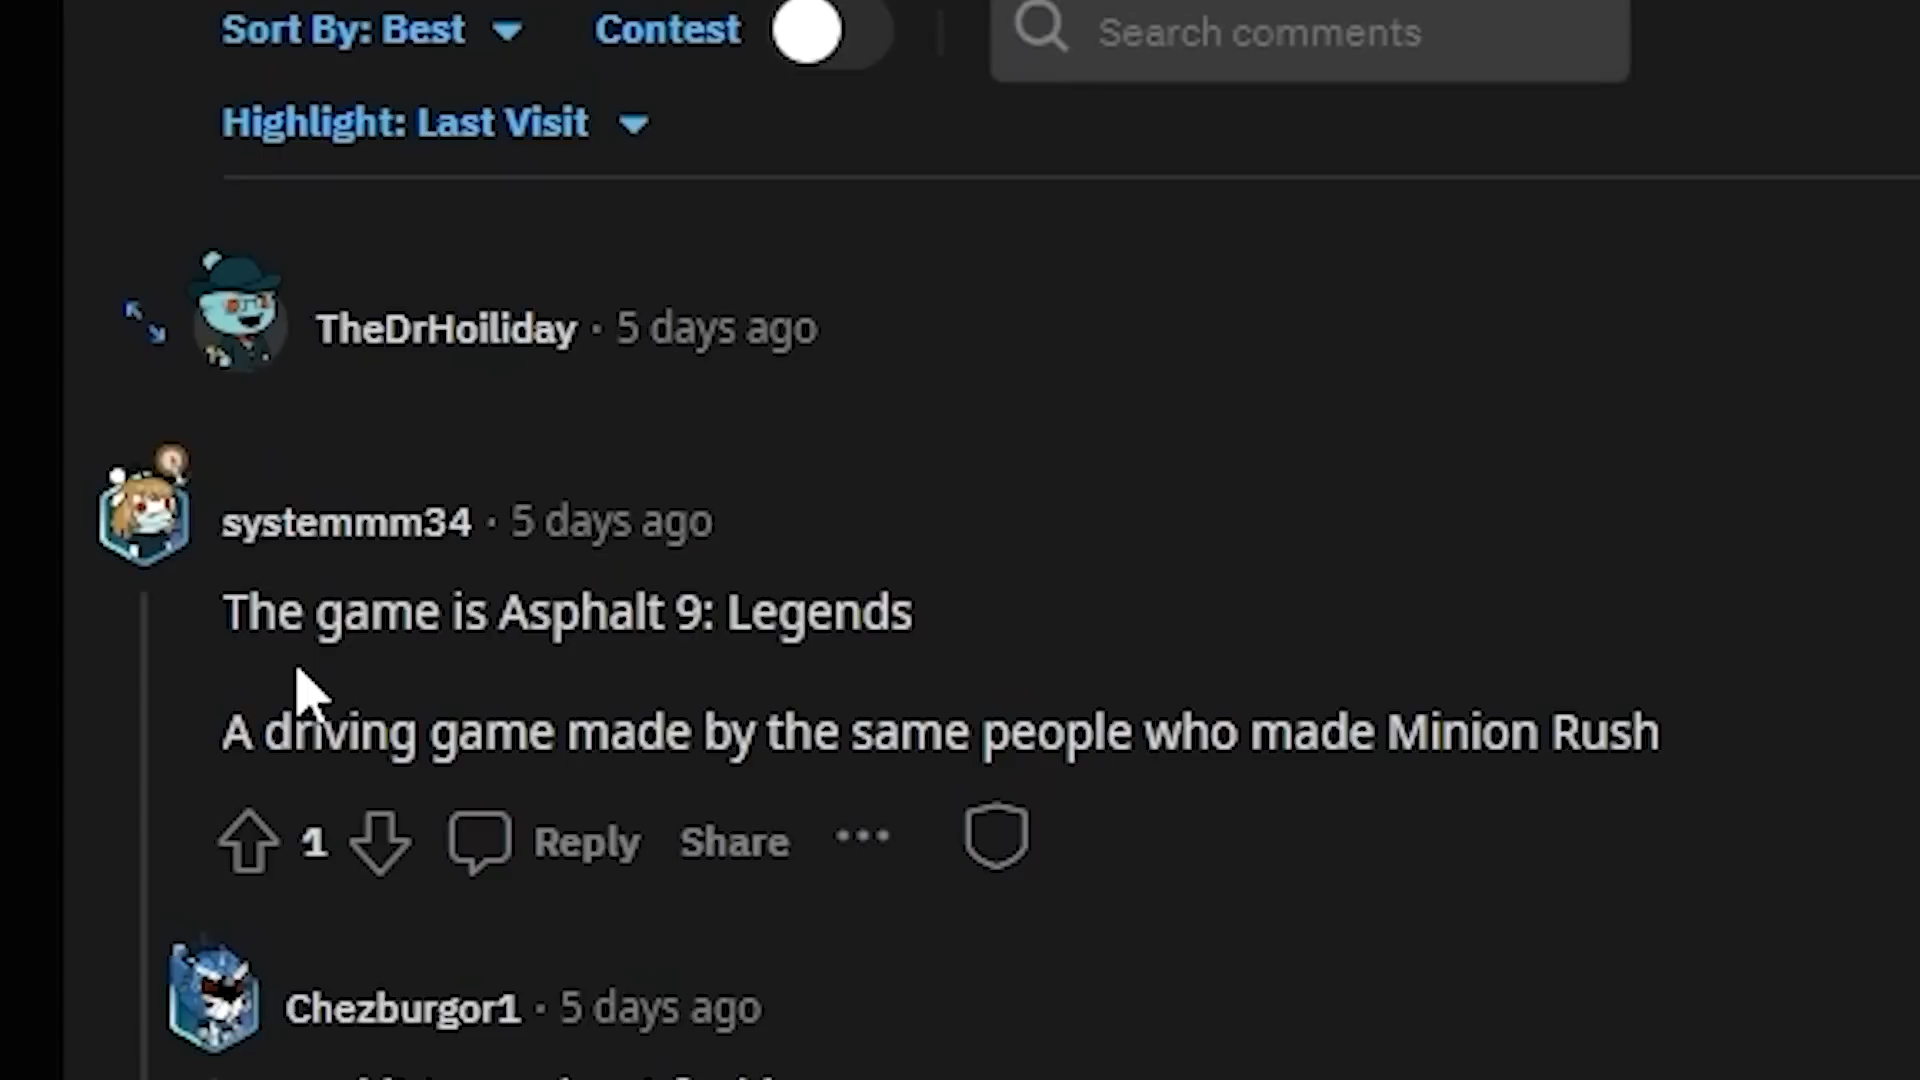 Sort By: Best
Contest
Search comments
Highlight: Last Visit
TheDrHoiliday · 5 days ago
systemmm34 · 5 days ago
The game is Asphalt 9: Legends
A driving game made by the same people who made Minion Rush
1
Reply
Share
Chezburgor1 · 5 days ago